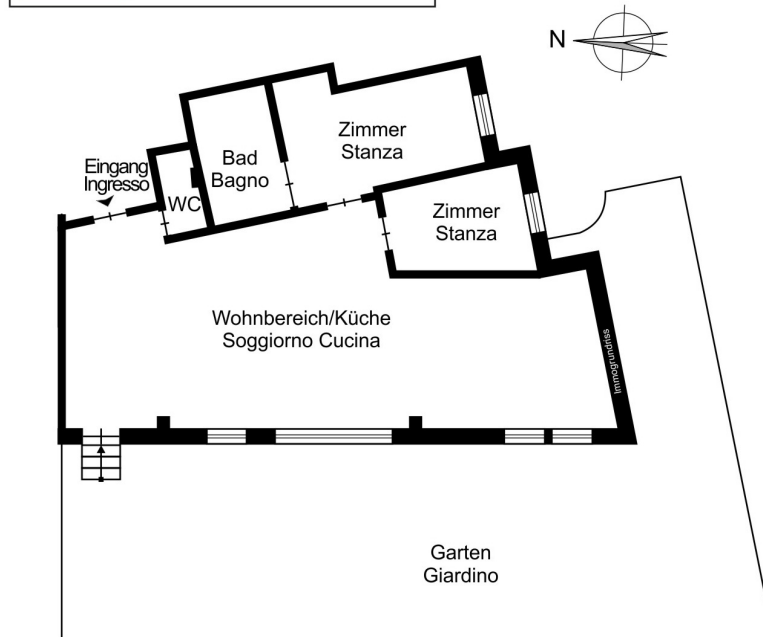 N
Zimmer
Stanza
Eingang
Ingresso
Bad
Bagno
WC
Zimmer
Stanza
Wohnbereich/Küche
Soggiorno Cucina
Immogrundriss
Garten
Giardino